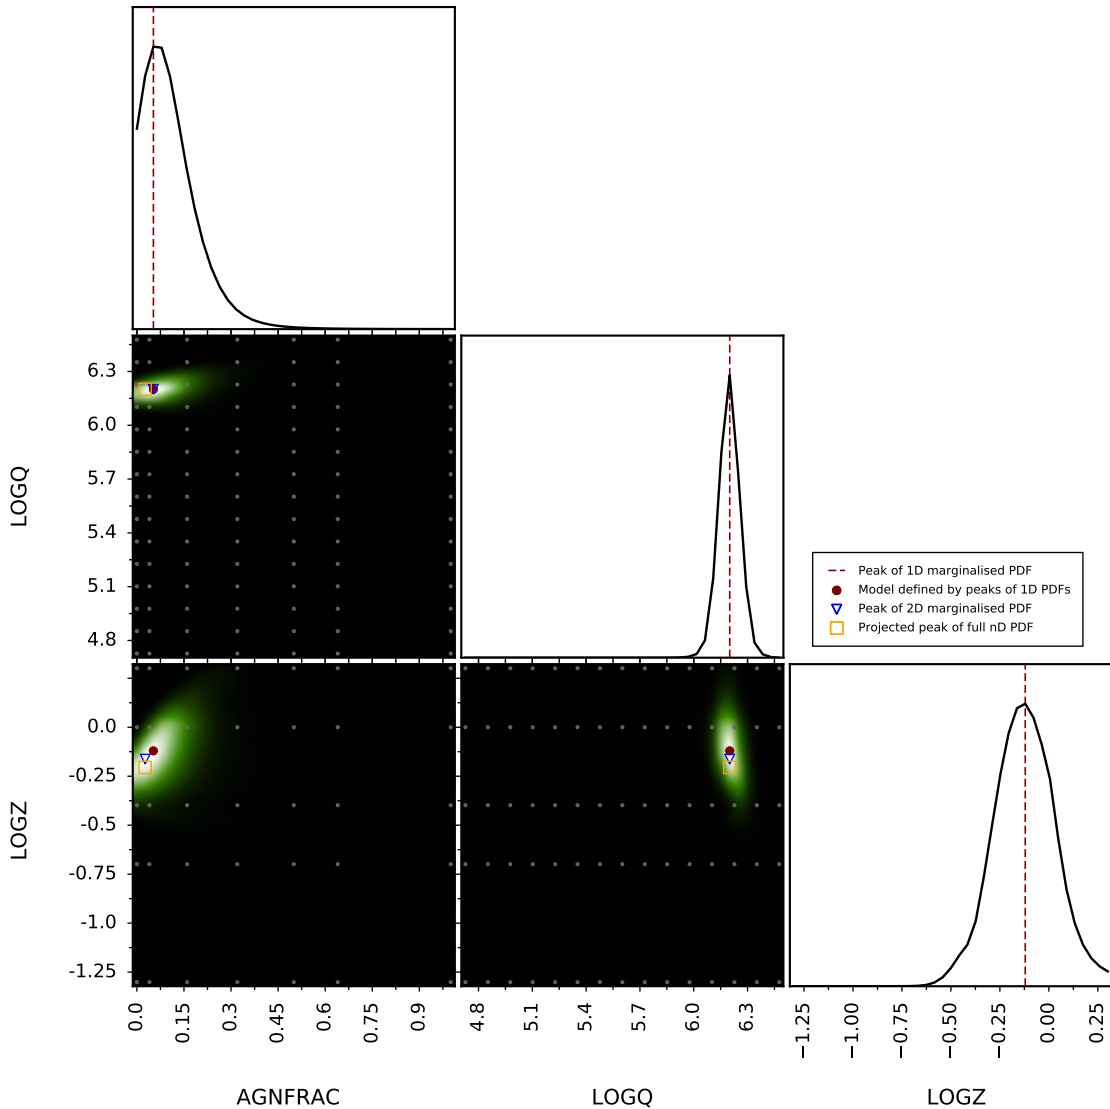 6.3
6.0
5.7
5.4
5.1
4.8
LOGQ
Peak of 1D marginalised PDF
Model defined by peaks of 1D PDFs
Peak of 2D marginalised PDF
Projected peak of full nD PDF
0.0
-0.25
-0.5
-0.75
-1.0
-1.25
LOGZ
0.0 0.15 0.3 0.45 0.6 0.75 0.9
4.8 5.1 5.4 5.7 6.0 6.3
−1.25 −1.00 −0.75 −0.50 −0.25 0.00 0.25
AGNFRAC LOGQ LOGZ